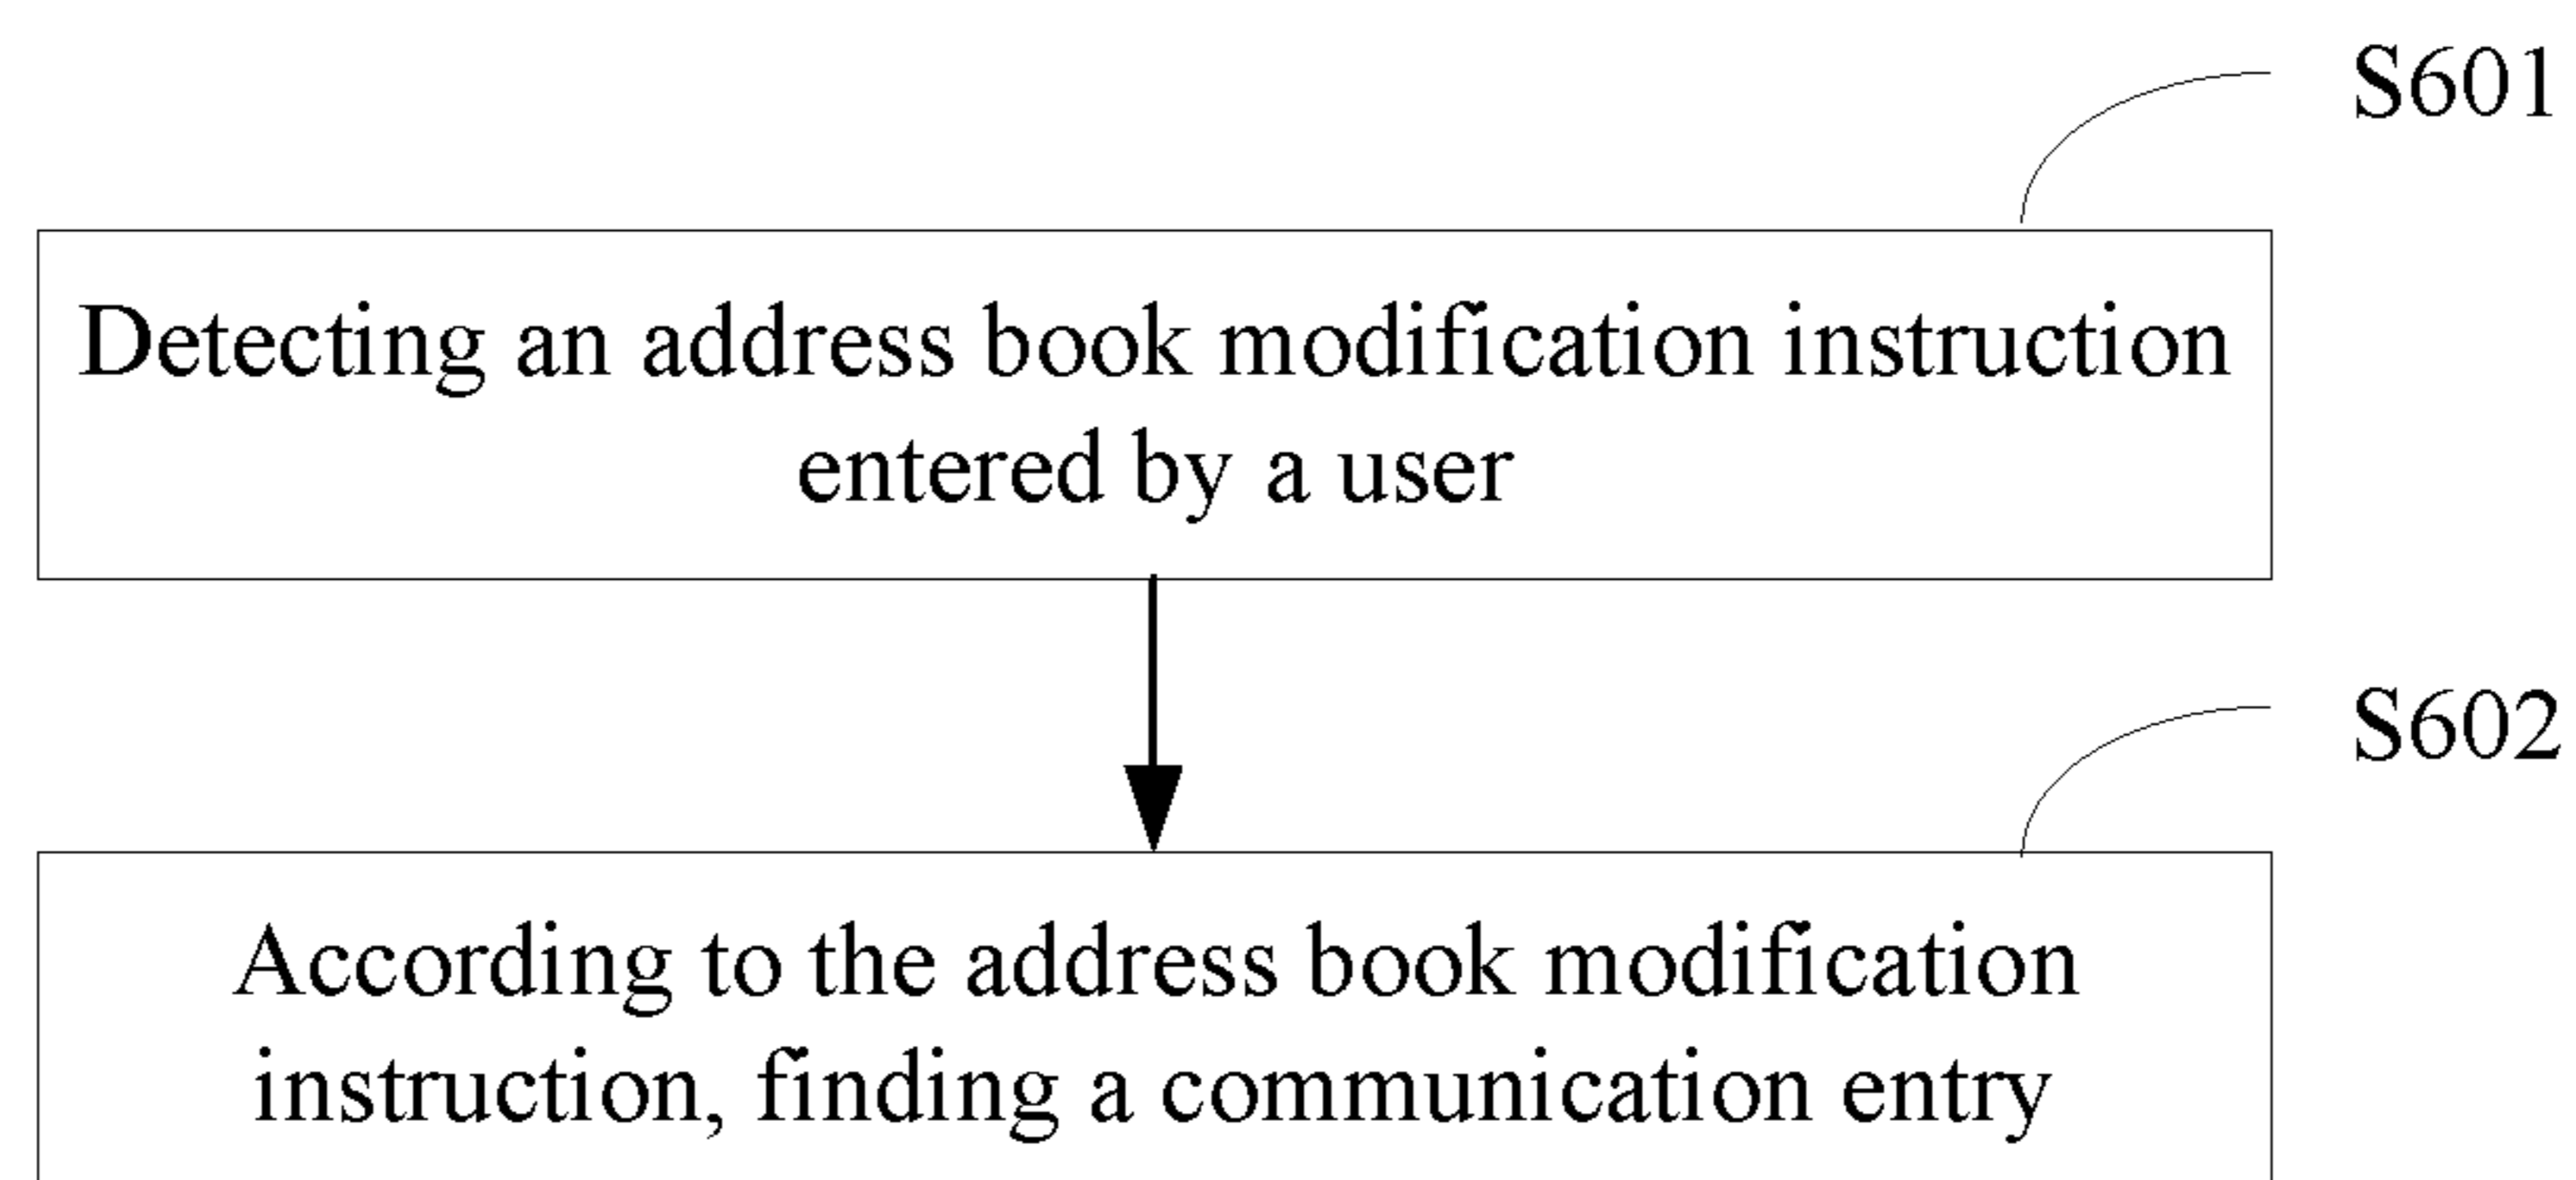 S601
Detecting an address book modification instruction
entered by a user
S602
According to the address book modification
instruction, finding a communication entry